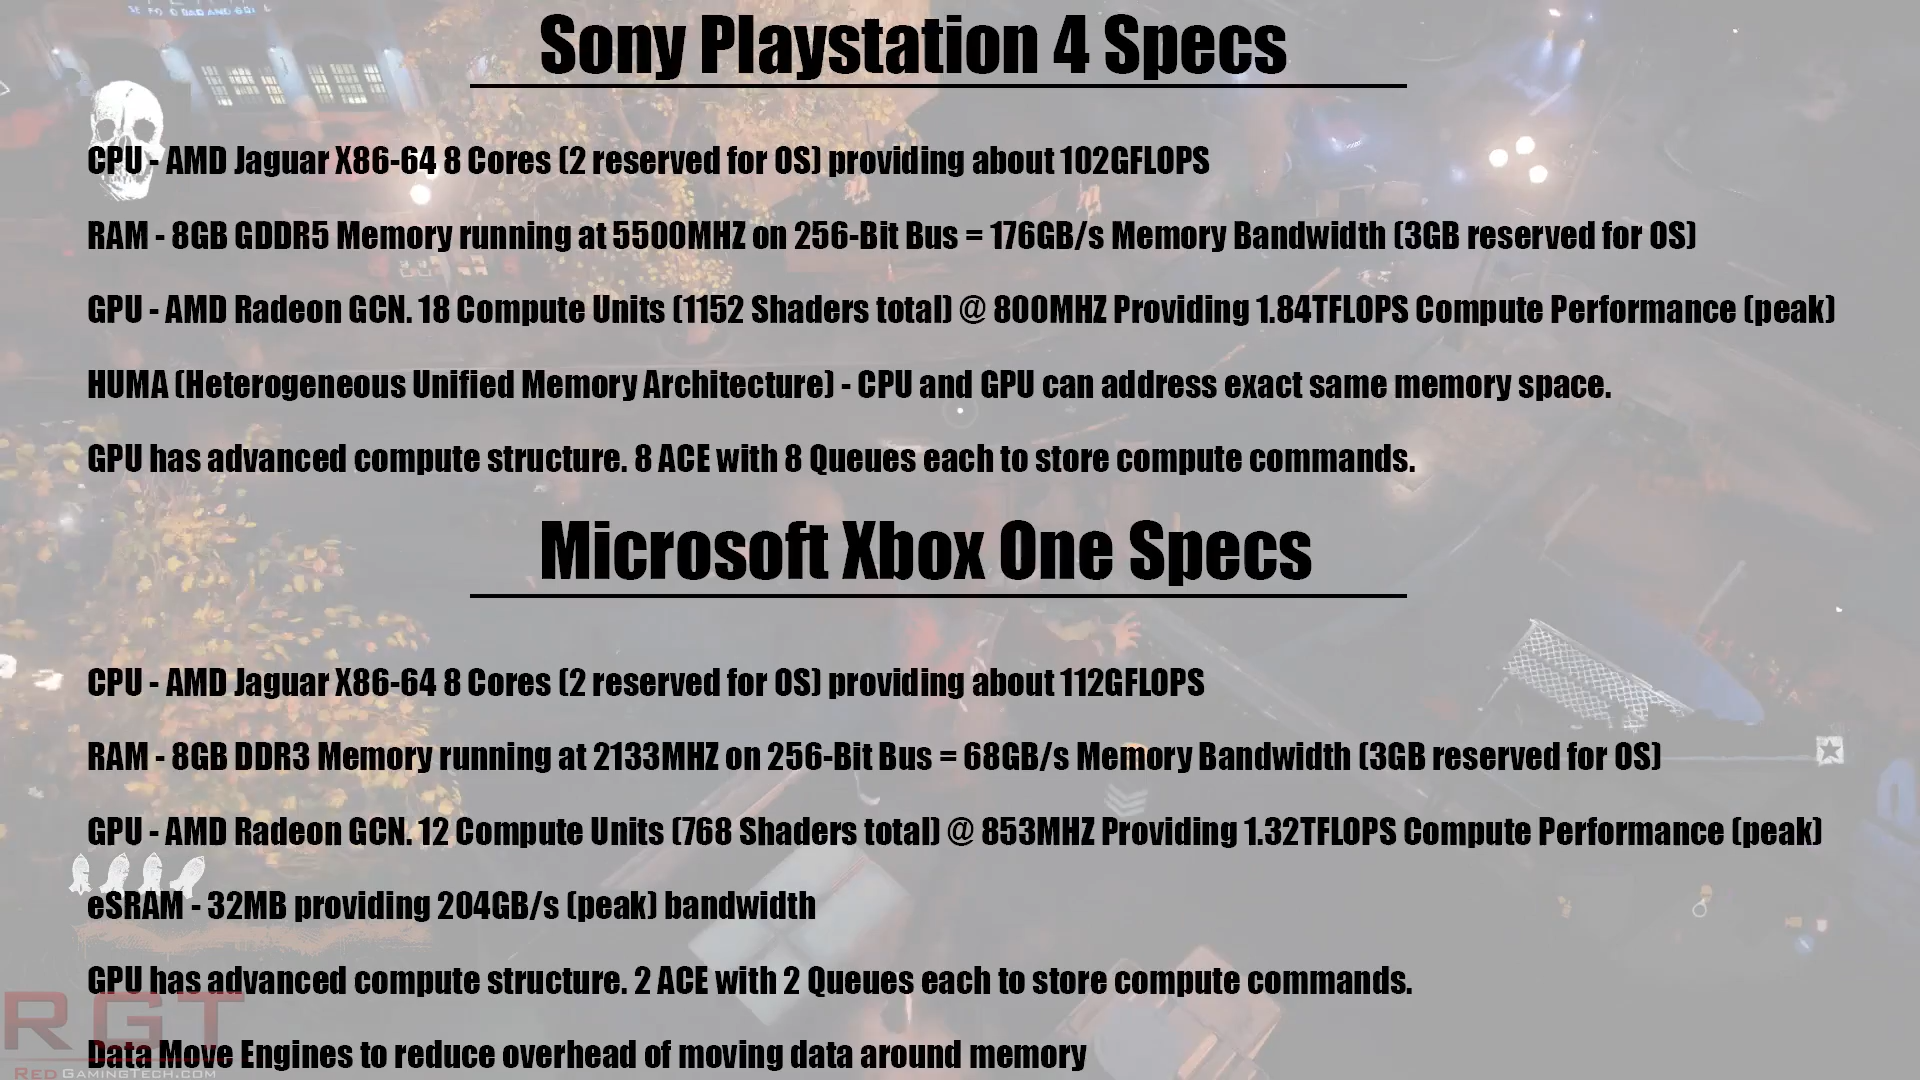 Sony Playstation 4 Specs
CPU - AMD Jaguar X86-64 8 Cores (2 reserved for OS) providing about 102GFLOPS
RAM - 8GB GDDR5 Memory running at 5500MHZ on 256-Bit Bus = 176GB/s Memory Bandwidth (3GB reserved for OS)
GPU - AMD Radeon GCN. 18 Compute Units (1152 Shaders total) @ 800MHZ Providing 1.84TFLOPS Compute Performance (peak)
HUMA (Heterogeneous Unified Memory Architecture) - CPU and GPU can address exact same memory space.
GPU has advanced compute structure. 8 ACE with 8 Queues each to store compute commands.
Microsoft Xbox One Specs
CPU - AMD Jaguar X86-64 8 Cores (2 reserved for OS) providing about 112GFLOPS
RAM - 8GB DDR3 Memory running at 2133MHZ on 256-Bit Bus = 68GB/s Memory Bandwidth (3GB reserved for OS)
GPU - AMD Radeon GCN. 12 Compute Units (768 Shaders total) @ 853MHZ Providing 1.32TFLOPS Compute Performance (peak)
eSRAM - 32MB providing 204GB/s (peak) bandwidth
GPU has advanced compute structure. 2 ACE with 2 Queues each to store compute commands.
RGT
Data Move Engines to reduce overhead of moving data around memory
RED GAMINGTECH.COM